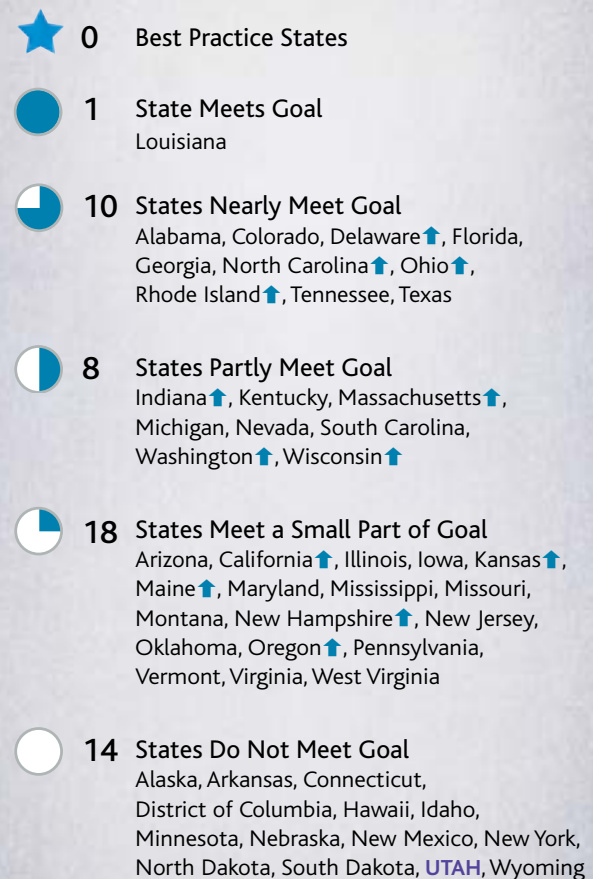 0 Best Practice States
1 State Meets Goal
Louisiana
10 States Nearly Meet Goal
Alabama, Colorado, Delaware⬆, Florida,
Georgia, North Carolina⬆, Ohio⬆,
Rhode Island⬆, Tennessee, Texas
8 States Partly Meet Goal
Indiana⬆, Kentucky, Massachusetts⬆,
Michigan, Nevada, South Carolina,
Washington⬆, Wisconsin⬆
18 States Meet a Small Part of Goal
Arizona, California⬆, Illinois, Iowa, Kansas⬆,
Maine⬆, Maryland, Mississippi, Missouri,
Montana, New Hampshire⬆, New Jersey,
Oklahoma, Oregon⬆, Pennsylvania,
Vermont, Virginia, West Virginia
14 States Do Not Meet Goal
Alaska, Arkansas, Connecticut,
District of Columbia, Hawaii, Idaho,
Minnesota, Nebraska, New Mexico, New York,
North Dakota, South Dakota, UTAH, Wyoming